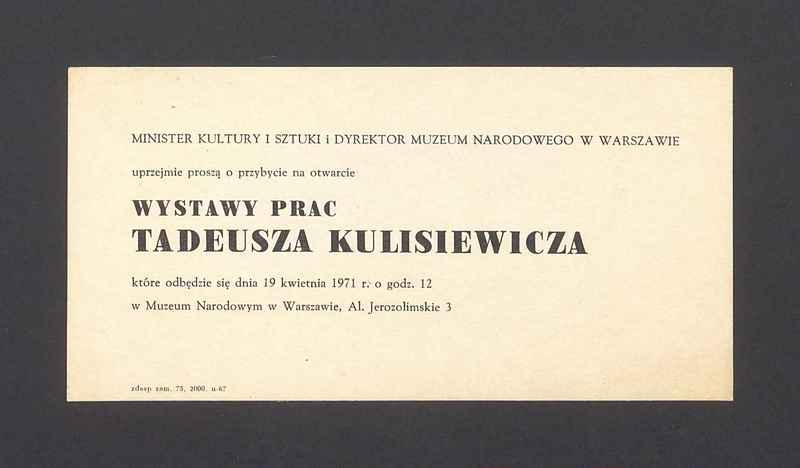 MINISTER KULTURY I SZTUKI i DYREKTOR MUZEUM NARODOWEGO W WARSZAWIE
uprzejmie proszą o przybycie na otwarcie
WYSTAWY PRAC
TADEUSZA KULISIEWICZA
które odbędzie się dnia 19 kwietnia 1971 r. o godz. 12
w Muzeum Narodowym w Warszawie, Al. Jerozolimskie 3
zdasp zam. 75, 2000. u-67